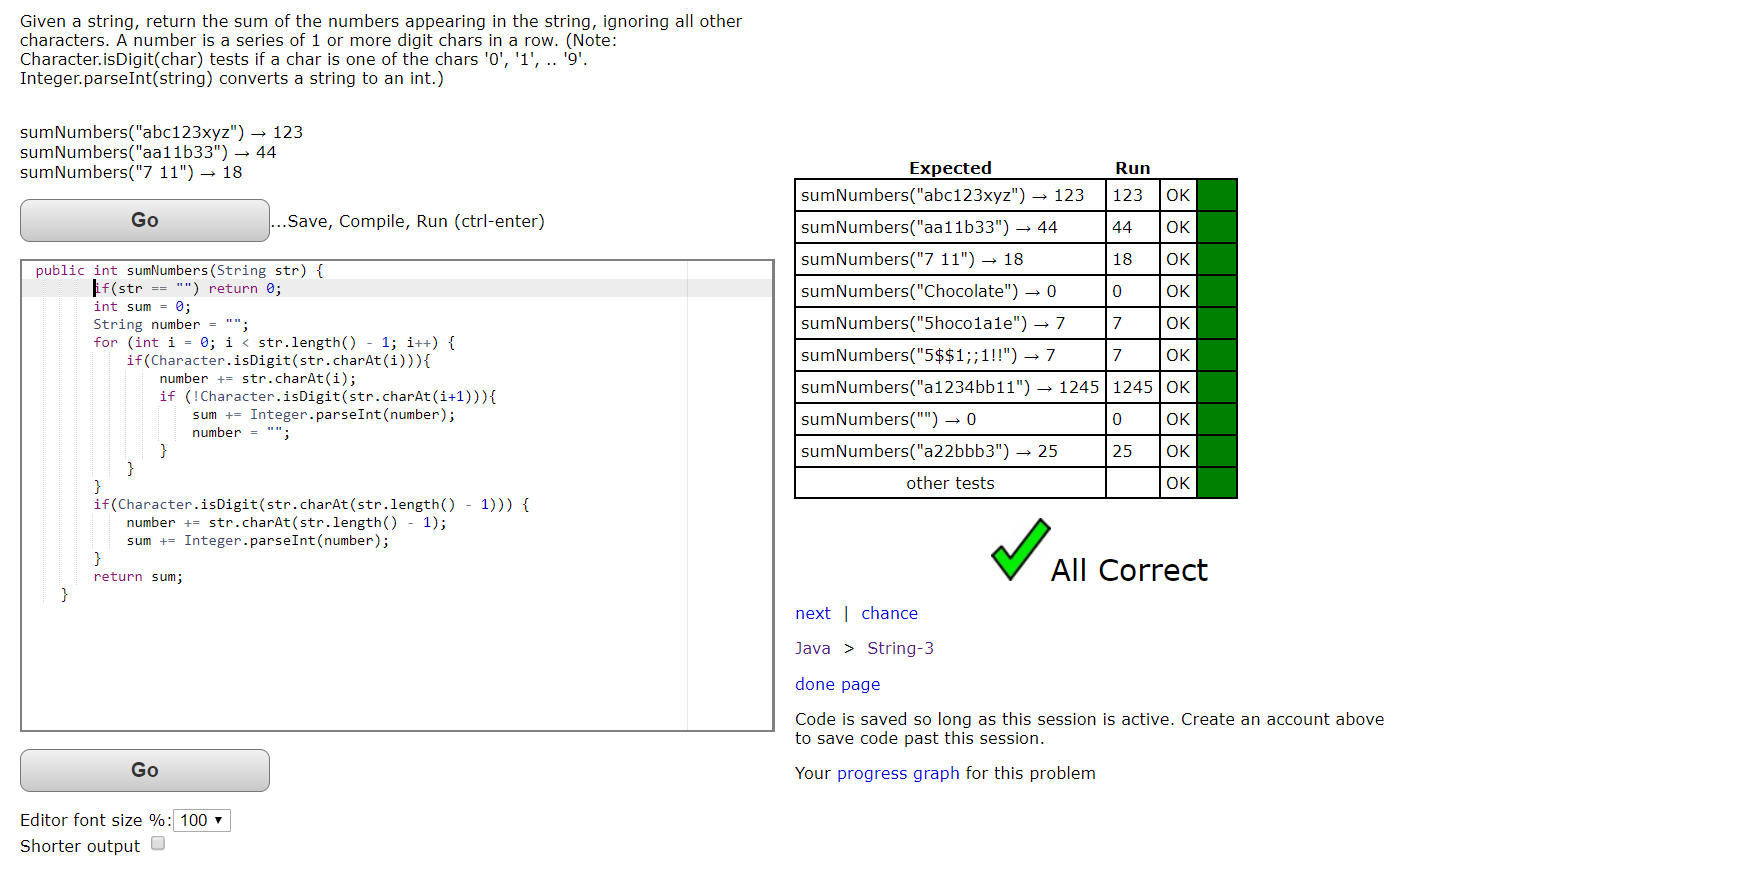 Given a string, return the sum of the numbers appearing in the string, ignoring all other
characters. A number is a series of 1 or more digit chars in a row. (Note:
Character.isDigit(char) tests if a char is one of the chars '0', '1', .. '9'.
Integer.parseInt(string) converts a string to an int.)
sumNumbers("abc123xyz") → 123
sumNumbers("aa11b33") → 44
sumNumbers("7 11") → 18
Go
...Save, Compile, Run (ctrl-enter)
public int sumNumbers(String str) {
if(str == "") return 0;
int sum = 0;
String number = "";
for (int i = 0; i < str.length() - 1; i++) {
if(Character.isDigit(str.charAt(i))){
number += str.charAt(i);
if (!Character.isDigit(str.charAt(i+1))){
sum += Integer.parseInt(number);
number = "";
}
}
}
if(Character.isDigit(str.charAt(str.length() - 1))) {
number += str.charAt(str.length() - 1);
sum += Integer.parseInt(number);
}
return sum;
}
Go
Editor font size %: 100 ▾
Shorter output
Expected Run
sumNumbers("abc123xyz") → 123 123 OK
sumNumbers("aa11b33") → 44 44 OK
sumNumbers("7 11") → 18 18 OK
sumNumbers("Chocolate") → 0 0 OK
sumNumbers("5hoco1a1e") → 7 7 OK
sumNumbers("5$$1;;1!!") → 7 7 OK
sumNumbers("a1234bb11") → 1245 1245 OK
sumNumbers("") → 0 0 OK
sumNumbers("a22bbb3") → 25 25 OK
other tests OK
All Correct
next | chance
Java > String-3
done page
Code is saved so long as this session is active. Create an account above
to save code past this session.
Your progress graph for this problem